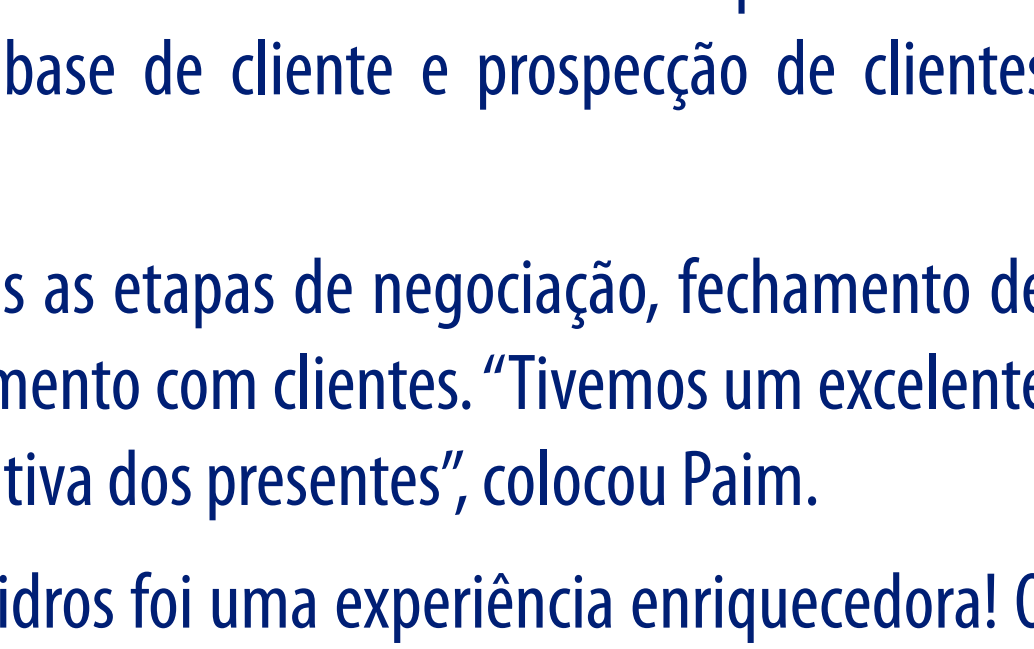 base de cliente e prospecção de clientes
s as etapas de negociação, fechamento de
mento com clientes. “Tivemos um excelente
tiva dos presentes”, colocou Paim.
idros foi uma experiência enriquecedora!